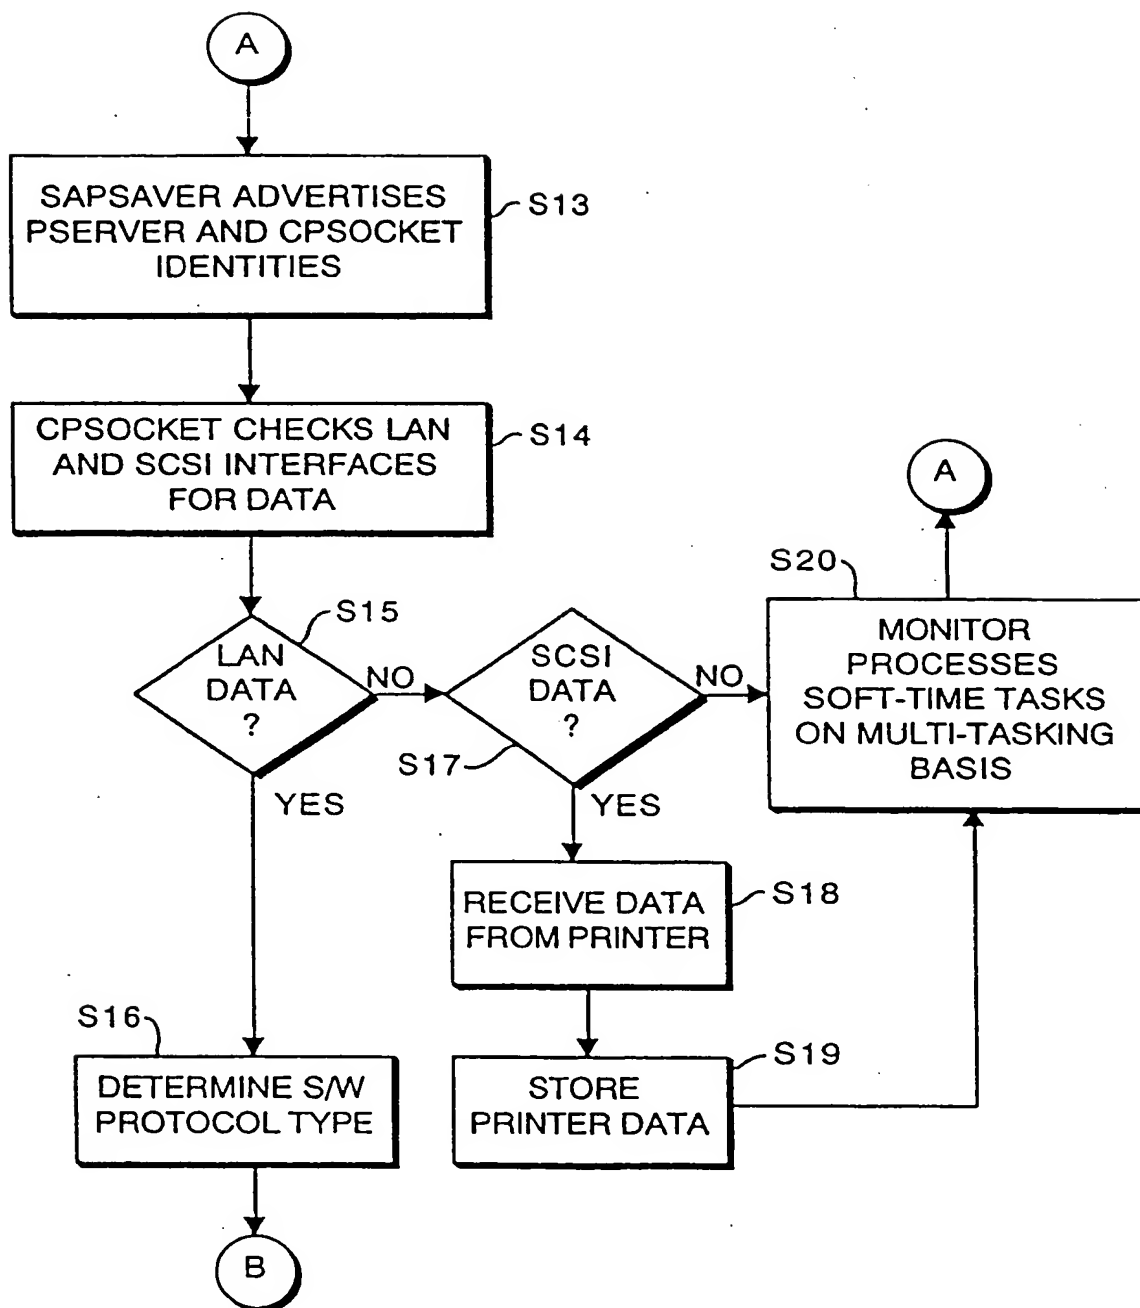 A
SAPSAVER ADVERTISES
PSERVER AND CPSOCKET
IDENTITIES
S13
CPSOCKET CHECKS LAN
AND SCSI INTERFACES
FOR DATA
S14
LAN
DATA
?
S15
NO
YES
SCSI
DATA
?
S17
NO
YES
S20
MONITOR
PROCESSES
SOFT-TIME TASKS
ON MULTI-TASKING
BASIS
A
RECEIVE DATA
FROM PRINTER
S18
STORE
PRINTER DATA
S19
S16
DETERMINE S/W
PROTOCOL TYPE
B